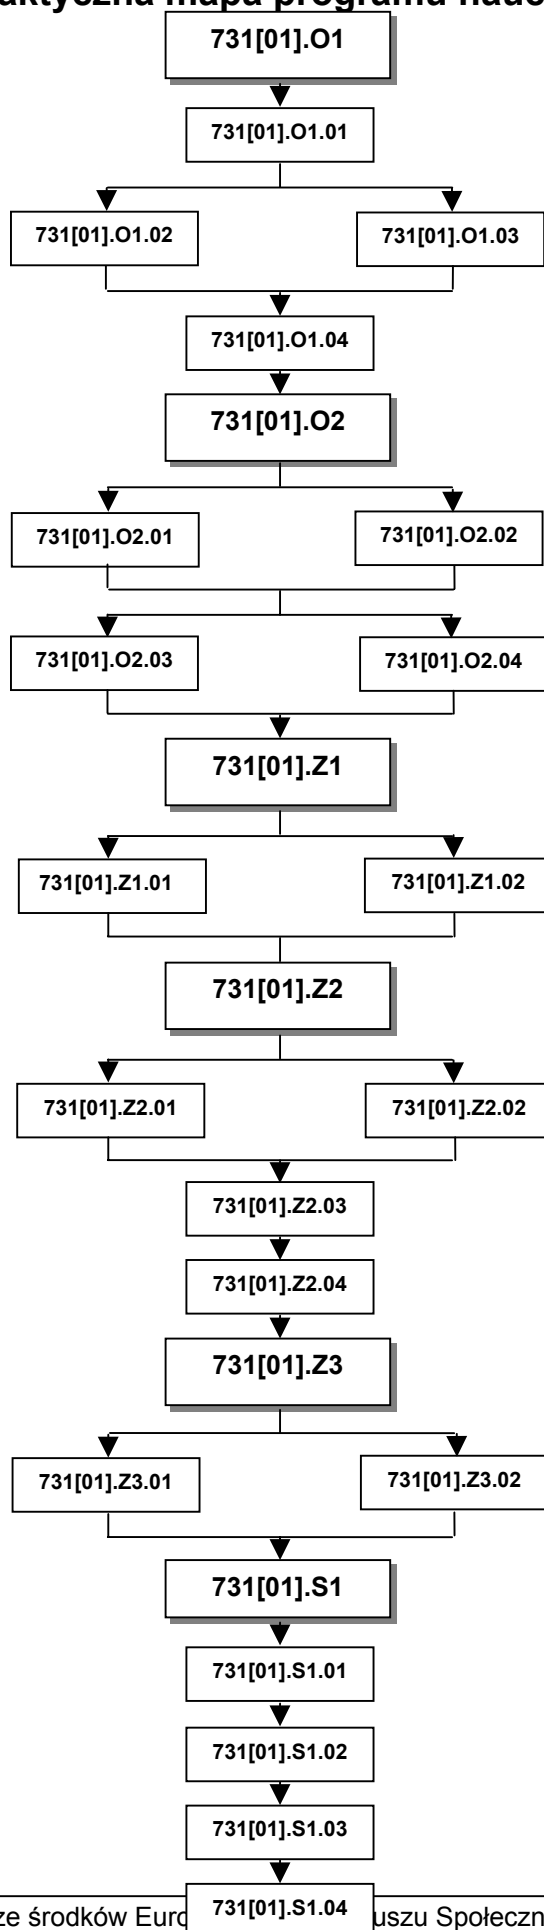 mapa programu
731[01].O1
731[01].O1.01
731[01].O1.02 731[01].O1.03
731[01].O1.04
731[01].O2
731[01].O2.01 731[01].O2.02
731[01].O2.03 731[01].O2.04
731[01].Z1
731[01].Z1.01 731[01].Z1.02
731[01].Z2
731[01].Z2.01 731[01].Z2.02
731[01].Z2.03
731[01].Z2.04
731[01].Z3
731[01].Z3.01 731[01].Z3.02
731[01].S1
731[01].S1.01
731[01].S1.02
731[01].S1.03
731[01].S1.04
ze środków Euro uszu Społeczn